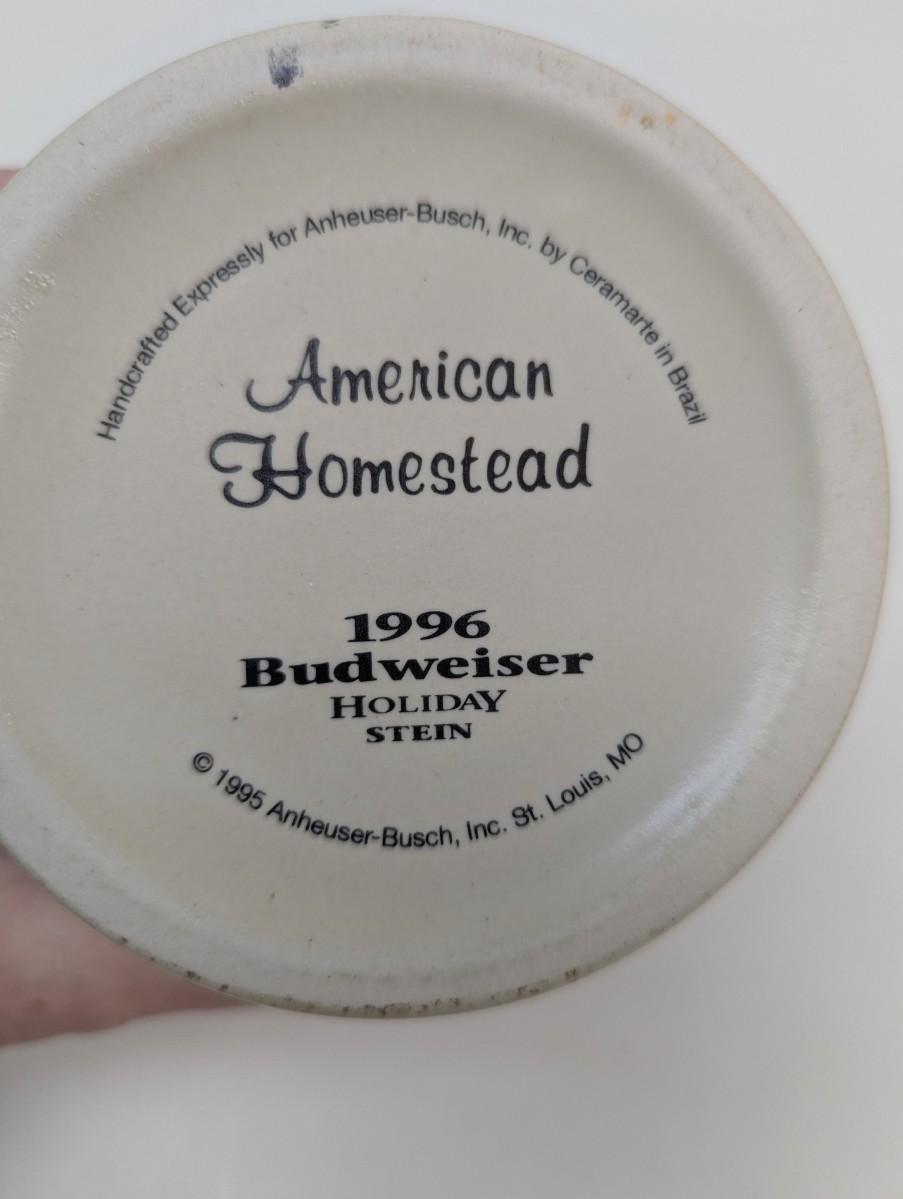 Handcrafted Expressly for Anheuser-Busch, Inc. by Ceramarte in Brazil
American
Homestead
1996
Budweiser
HOLIDAY
STEIN
© 1995 Anheuser-Busch, Inc. St. Louis, MO